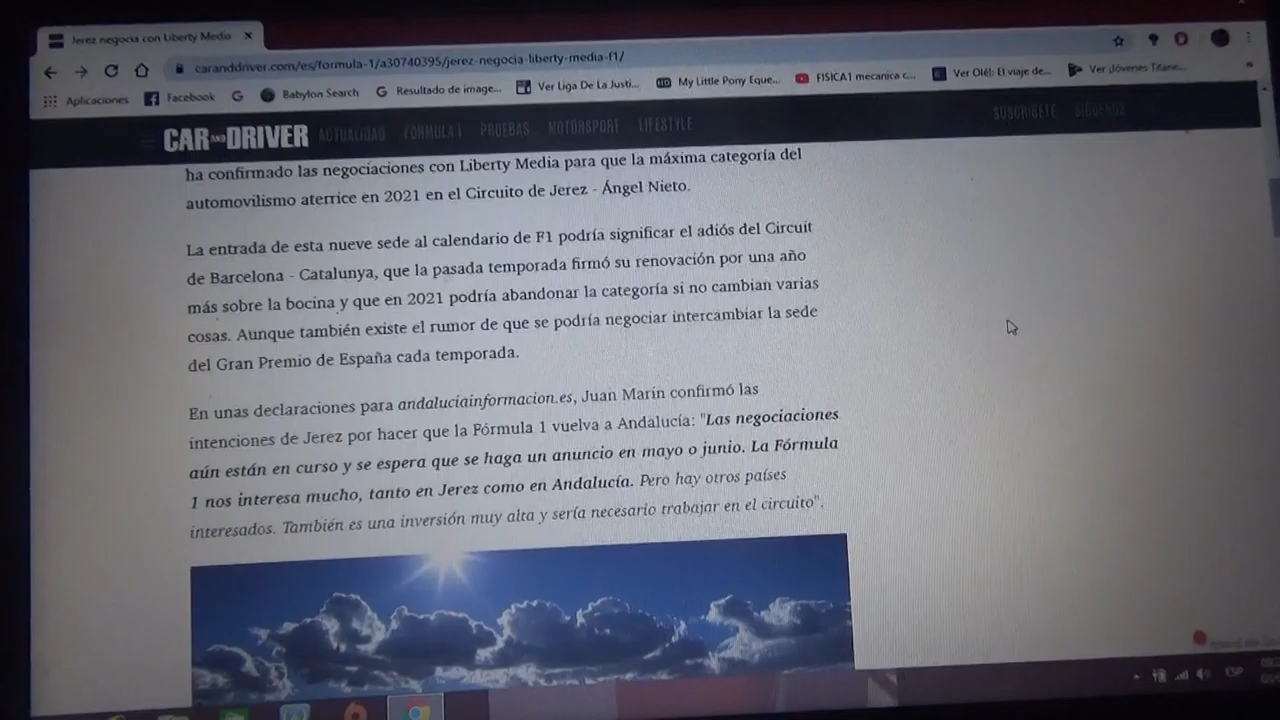 Jerez negocia con Liberty Media
caranddriver.com/es/formula-1/a30740395/jerez-negocia-liberty-media-f1/
Aplicaciones Facebook Babylon Search Resultado de image... Ver Liga De La Justi... My Little Pony Eque... FISICA1 mecanica c... Ver Olé!: El viaje de... Ver Jóvenes Titane...
CAR AND DRIVER ACTUALIDAD FÓRMULA 1 PRUEBAS MOTORSPORT LIFESTYLE SUSCRÍBETE SÍGUENOS
ha confirmado las negociaciones con Liberty Media para que la máxima categoría del
automovilismo aterrice en 2021 en el Circuito de Jerez - Ángel Nieto.
La entrada de esta nueve sede al calendario de F1 podría significar el adiós del Circuit
de Barcelona - Catalunya, que la pasada temporada firmó su renovación por una año
más sobre la bocina y que en 2021 podría abandonar la categoría si no cambian varias
cosas. Aunque también existe el rumor de que se podría negociar intercambiar la sede
del Gran Premio de España cada temporada.
En unas declaraciones para andaluciainformacion.es, Juan Marín confirmó las
intenciones de Jerez por hacer que la Fórmula 1 vuelva a Andalucía: "Las negociaciones
aún están en curso y se espera que se haga un anuncio en mayo o junio. La Fórmula
1 nos interesa mucho, tanto en Jerez como en Andalucía. Pero hay otros países
interesados. También es una inversión muy alta y sería necesario trabajar en el circuito".
ESP